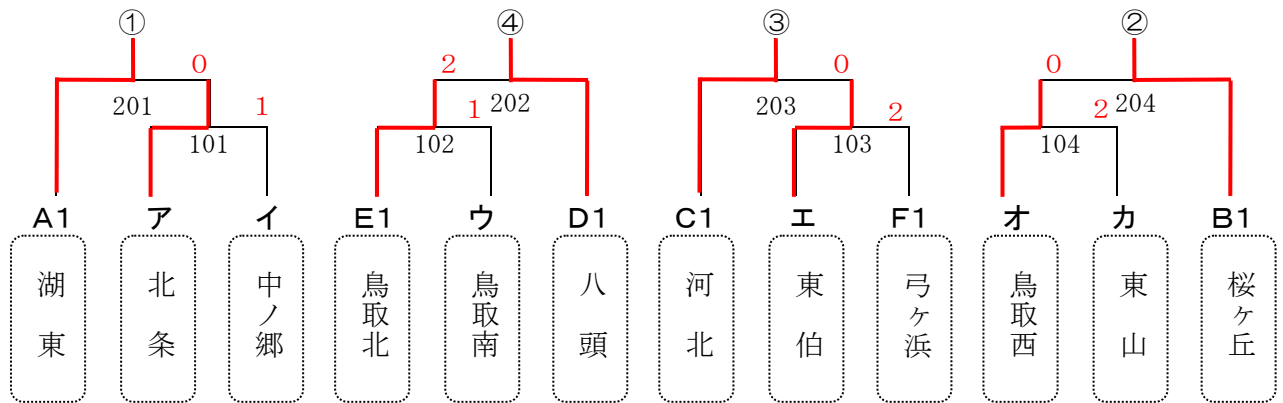 ① ④ ③ ②
0 2 0 0
201 1 1 202 203 2 2 204
101 102 103 104
A1 ア イ E1 ウ D1 C1 エ F1 オ カ B1
湖東 北条 中ノ郷 鳥取北 鳥取南 八頭 河北 東伯 弓ヶ浜 鳥取西 東山 桜ヶ丘